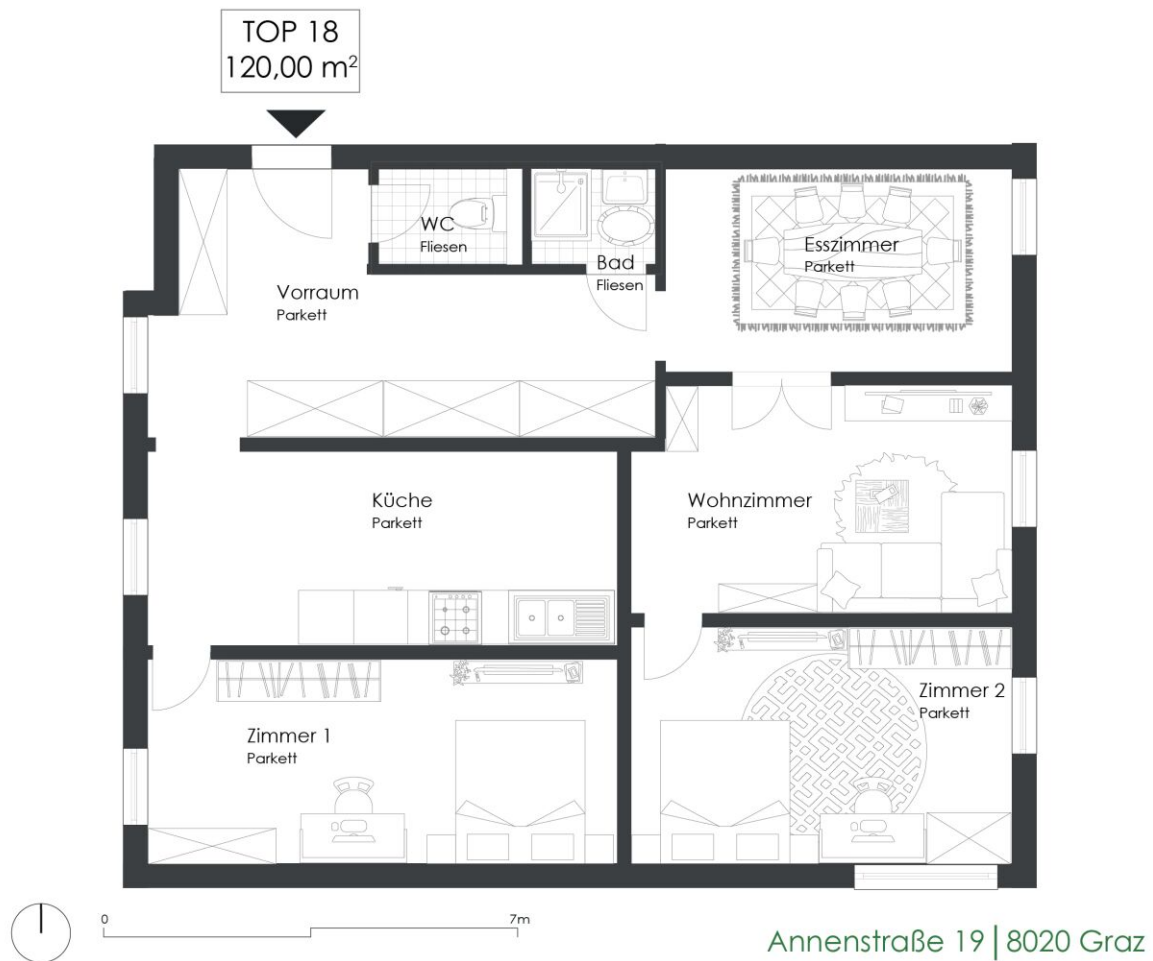 TOP 18
120,00 m²
WC
Fliesen
Bad
Fliesen
Esszimmer
Parkett
Vorraum
Parkett
Küche
Parkett
Wohnzimmer
Parkett
Zimmer 1
Parkett
Zimmer 2
Parkett
0 7m
Annenstraße 19 | 8020 Graz